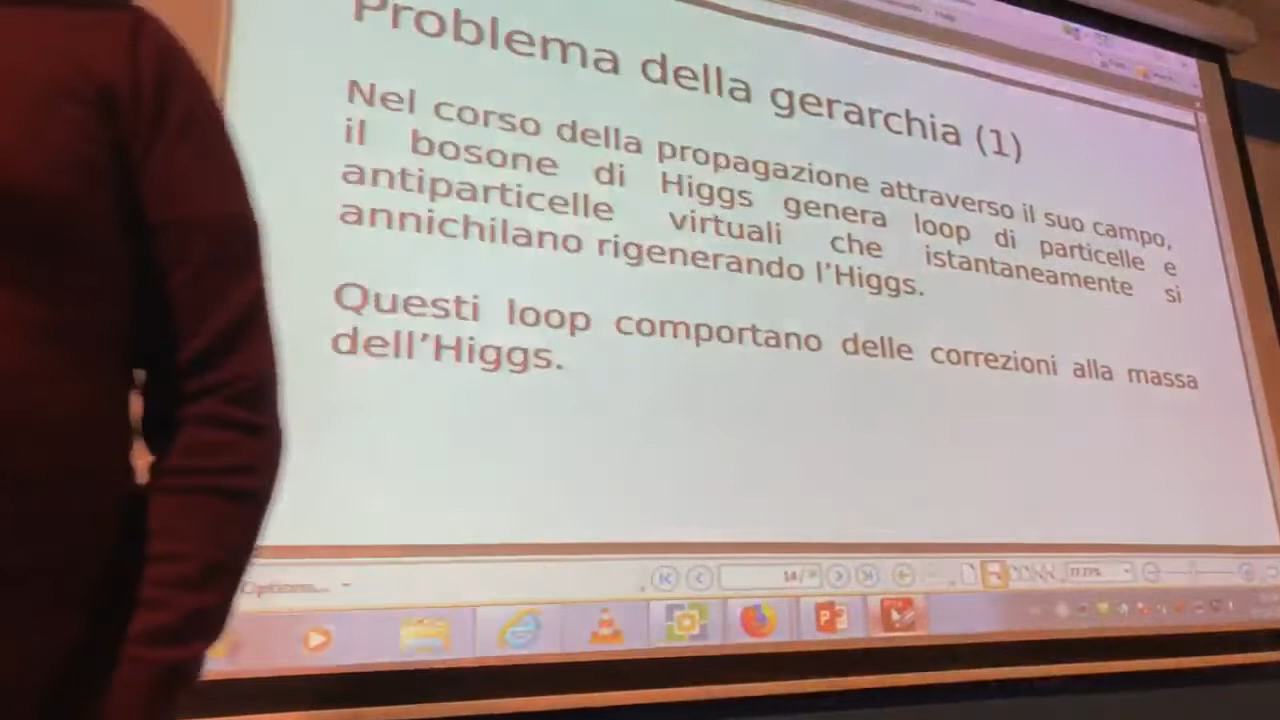 Problema della gerarchia (1)
Nel corso della propagazione attraverso il suo campo,
il bosone di Higgs genera loop di particelle e
antiparticelle virtuali che istantaneamente si
annichilano rigenerando l'Higgs.
Questi loop comportano delle correzioni alla massa
dell'Higgs.
14/